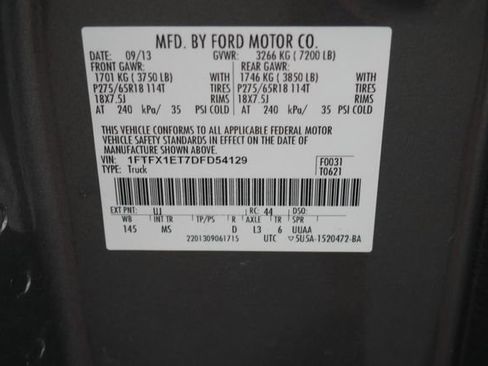 MFD. BY FORD MOTOR CO.
DATE: 09/13 GVWR: 3266 KG ( 7200 LB)
FRONT GAWR: REAR GAWR:
1701 KG ( 3750 LB) WITH 1746 KG ( 3850 LB) WITH
P275/65R18 114T TIRES P275/65R18 114T TIRES
18X7.5J RIMS 18X7.5J RIMS
AT 240 kPa/ 35 PSI COLD AT 240 kPa/ 35 PSI COLD
THIS VEHICLE CONFORMS TO ALL APPLICABLE FEDERAL MOTOR
VEHICLE SAFETY STANDARDS IN EFFECT ON THE DATE OF
MANUFACTURE SHOWN ABOVE.
VIN: 1FTFX1ET7DFD54129 F0031
TYPE: Truck T0621
EXT PNT: UJ RC: 44 DSO:
WB INT TR TP/PS R AXLE TR SPR
145 MS D L3 6 UUAA
2201309061715 UTC 5U5A-1520472-BA